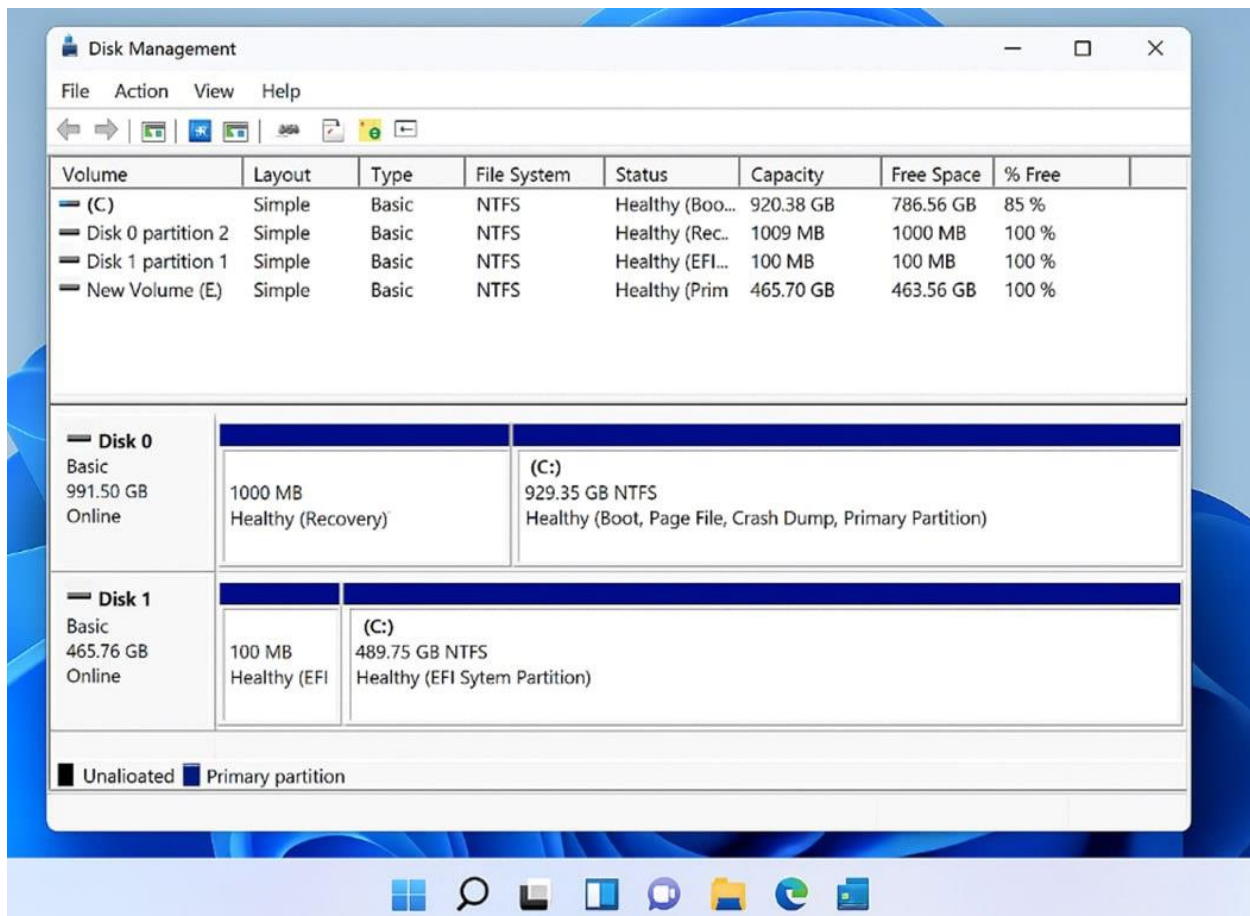 Disk Management
File Action View Help
Volume Layout Type File System Status Capacity Free Space % Free
(C) Simple Basic NTFS Healthy (Boo... 920.38 GB 786.56 GB 85 %
Disk 0 partition 2 Simple Basic NTFS Healthy (Rec.. 1009 MB 1000 MB 100 %
Disk 1 partition 1 Simple Basic NTFS Healthy (EFI... 100 MB 100 MB 100 %
New Volume (E) Simple Basic NTFS Healthy (Prim 465.70 GB 463.56 GB 100 %
Disk 0
Basic
991.50 GB
Online
1000 MB
Healthy (Recovery)
(C:)
929.35 GB NTFS
Healthy (Boot, Page File, Crash Dump, Primary Partition)
Disk 1
Basic
465.76 GB
Online
100 MB
Healthy (EFI
(C:)
489.75 GB NTFS
Healthy (EFI Sytem Partition)
Unalioated Primary partition